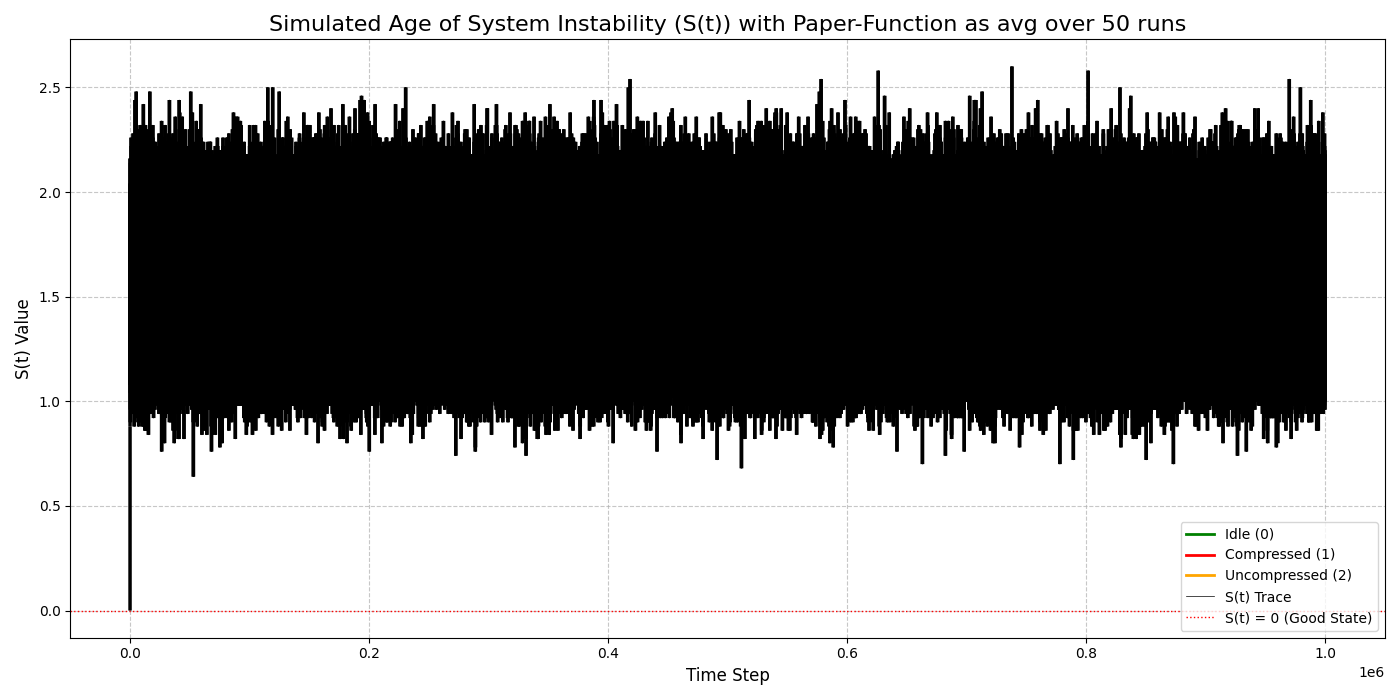 Simulated Age of System Instability (S(t)) with Paper-Function as avg over 50 runs
S(t) Value
2.5
2.0
1.5
1.0
0.5
0.0
Idle (0)
Compressed (1)
Uncompressed (2)
S(t) Trace
S(t) = 0 (Good State)
0.0 0.2 0.4 0.6 0.8 1.0
1e6
Time Step